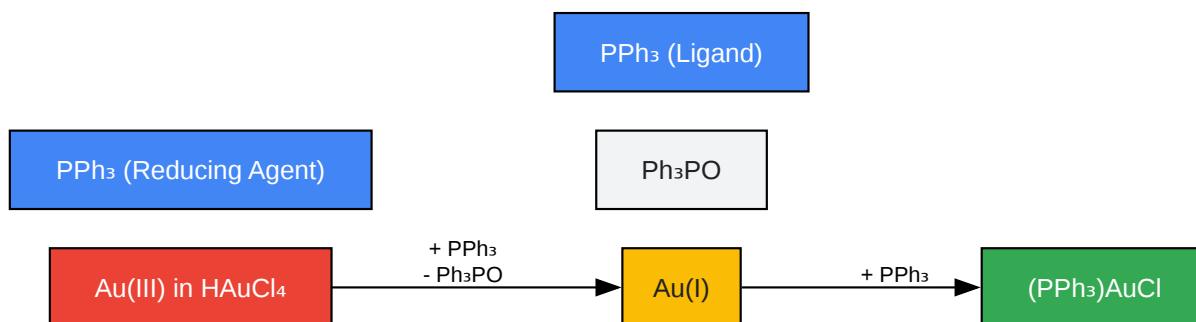 PPh₃ (Ligand)
PPh₃ (Reducing Agent)
Ph₃PO
Au(III) in HAuCl₄
+ PPh₃
- Ph₃PO
Au(I)
+ PPh₃
(PPh₃)AuCl